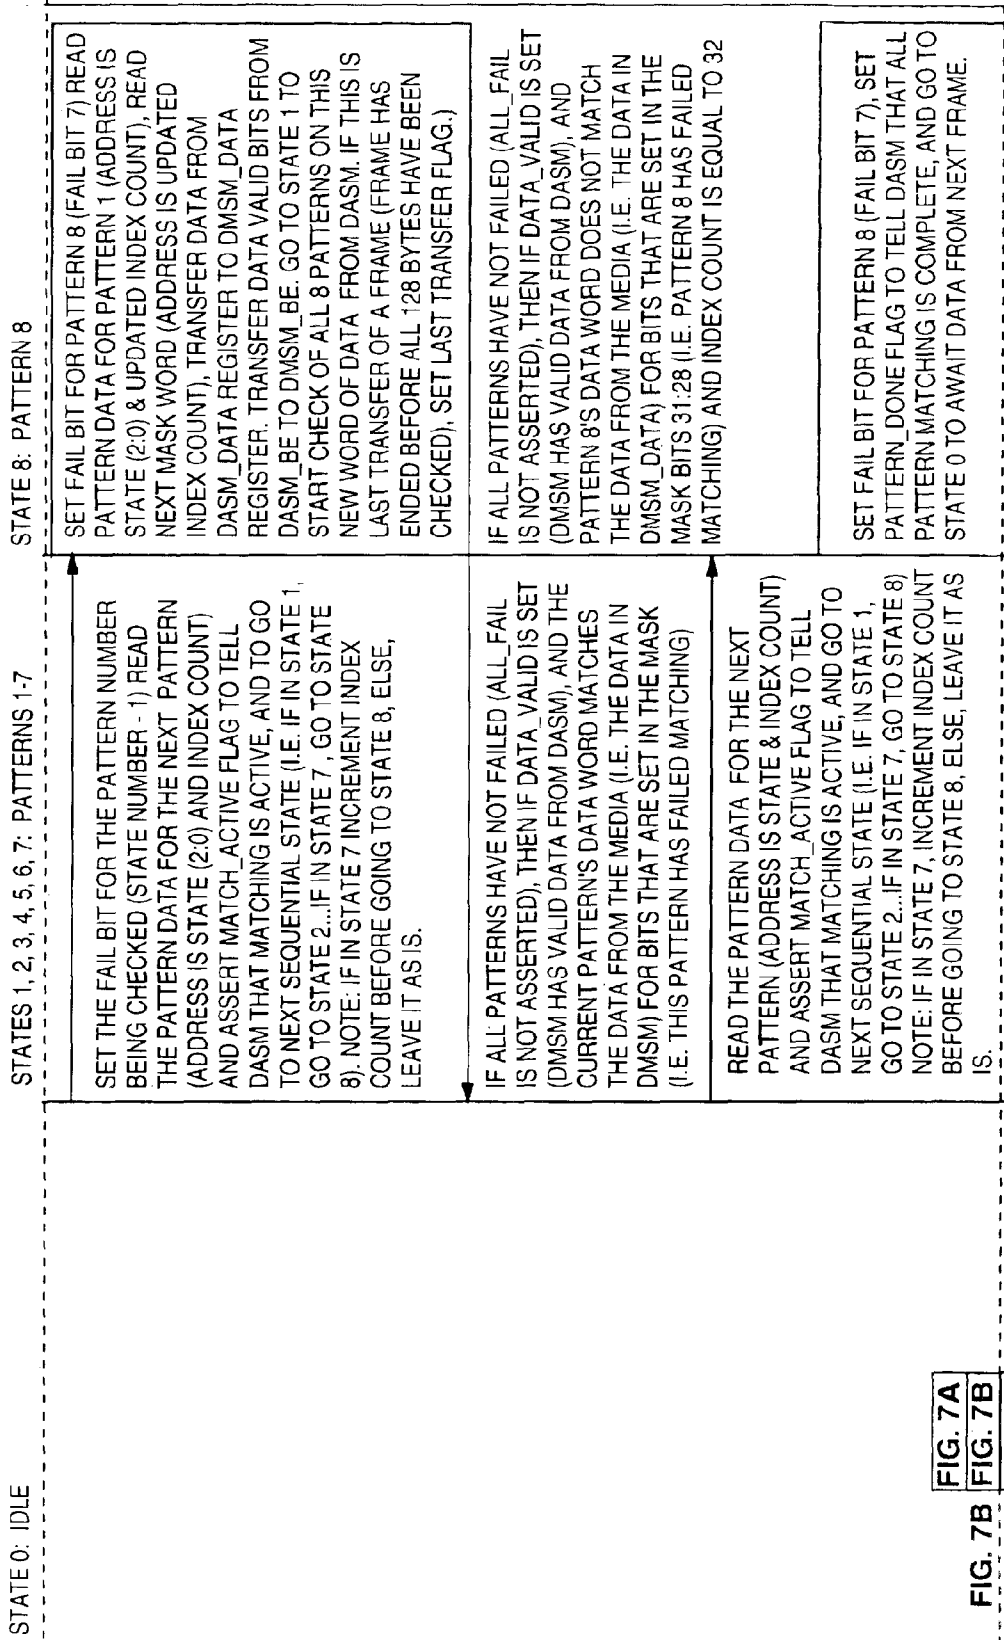 STATE 0: IDLE
STATES 1, 2, 3, 4, 5, 6, 7: PATTERNS 1-7
STATE 8: PATTERN 8
SET THE FAIL BIT FOR THE PATTERN NUMBER
BEING CHECKED (STATE NUMBER - 1) READ
THE PATTERN DATA FOR THE NEXT PATTERN
(ADDRESS IS STATE (2:0) AND INDEX COUNT)
AND ASSERT MATCH_ACTIVE FLAG TO TELL
DASM THAT MATCHING IS ACTIVE, AND TO GO
TO NEXT SEQUENTIAL STATE (I.E. IF IN STATE 1,
GO TO STATE 2...IF IN STATE 7, GO TO STATE
8). NOTE: IF IN STATE 7 INCREMENT INDEX
COUNT BEFORE GOING TO STATE 8, ELSE,
LEAVE IT AS IS.
IF ALL PATTERNS HAVE NOT FAILED (ALL_FAIL
IS NOT ASSERTED), THEN IF DATA_VALID IS SET
(DMSM HAS VALID DATA FROM DASM), AND THE
CURRENT PATTERN'S DATA WORD MATCHES
THE DATA FROM THE MEDIA (I.E. THE DATA IN
DMSM) FOR BITS THAT ARE SET IN THE MASK
(I.E. THIS PATTERN HAS FAILED MATCHING)
READ THE PATTERN DATA FOR THE NEXT
PATTERN (ADDRESS IS STATE & INDEX COUNT)
AND ASSERT MATCH_ACTIVE FLAG TO TELL
DASM THAT MATCHING IS ACTIVE, AND GO TO
NEXT SEQUENTIAL STATE (I.E. IF IN STATE 1,
GO TO STATE 2...IF IN STATE 7, GO TO STATE 8)
NOTE: IF IN STATE 7, INCREMENT INDEX COUNT
BEFORE GOING TO STATE 8, ELSE, LEAVE IT AS
IS.
SET FAIL BIT FOR PATTERN 8 (FAIL BIT 7) READ
PATTERN DATA FOR PATTERN 1 (ADDRESS IS
STATE (2:0) & UPDATED INDEX COUNT), READ
NEXT MASK WORD (ADDRESS IS UPDATED
INDEX COUNT), TRANSFER DATA FROM
DASM_DATA REGISTER TO DMSM_DATA
REGISTER. TRANSFER DATA VALID BITS FROM
DASM_BE TO DMSM_BE. GO TO STATE 1 TO
START CHECK OF ALL 8 PATTERNS ON THIS
NEW WORD OF DATA FROM DASM. IF THIS IS
LAST TRANSFER OF A FRAME (FRAME HAS
ENDED BEFORE ALL 128 BYTES HAVE BEEN
CHECKED), SET LAST TRANSFER FLAG.)
IF ALL PATTERNS HAVE NOT FAILED (ALL_FAIL
IS NOT ASSERTED), THEN IF DATA_VALID IS SET
(DMSM HAS VALID DATA FROM DASM), AND
PATTERN 8'S DATA WORD DOES NOT MATCH
THE DATA FROM THE MEDIA (I.E. THE DATA IN
DMSM_DATA) FOR BITS THAT ARE SET IN THE
MASK BITS 31:28 (I.E. PATTERN 8 HAS FAILED
MATCHING) AND INDEX COUNT IS EQUAL TO 32
SET FAIL BIT FOR PATTERN 8 (FAIL BIT 7), SET
PATTERN_DONE FLAG TO TELL DASM THAT ALL
PATTERN MATCHING IS COMPLETE, AND GO TO
STATE 0 TO AWAIT DATA FROM NEXT FRAME.
FIG. 7B
FIG. 7A
FIG. 7B